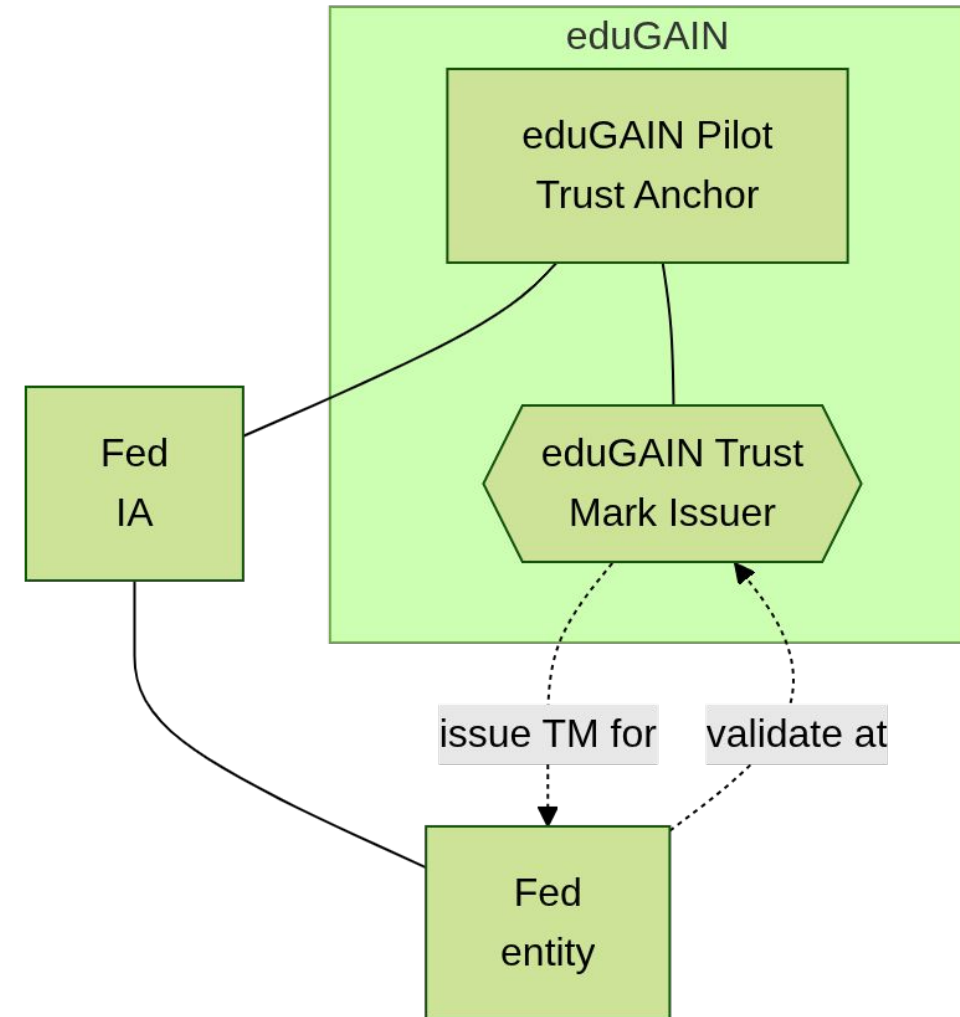 eduGAIN
eduGAIN Pilot
Trust Anchor
Fed
IA
eduGAIN Trust
Mark Issuer
issue TM for
validate at
Fed
entity